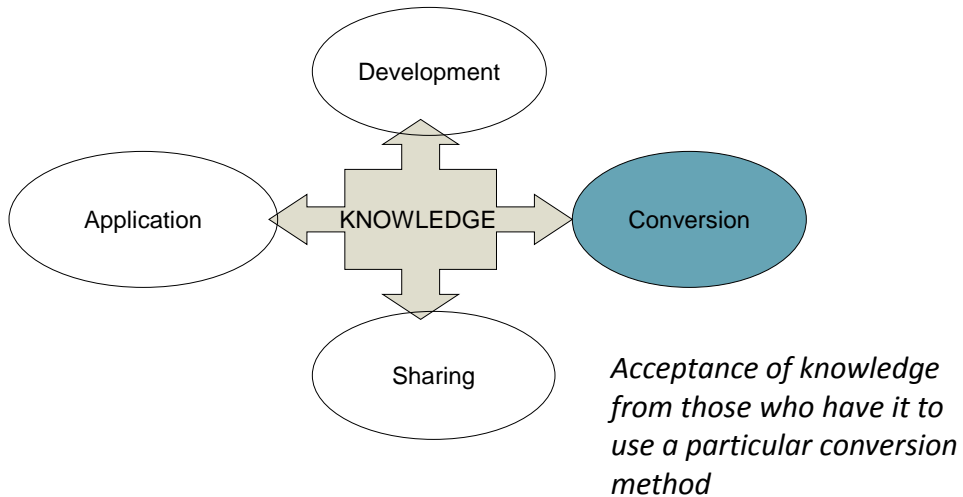 Development
Application
KNOWLEDGE
Conversion
Sharing
Acceptance of knowledge
from those who have it to
use a particular conversion
method